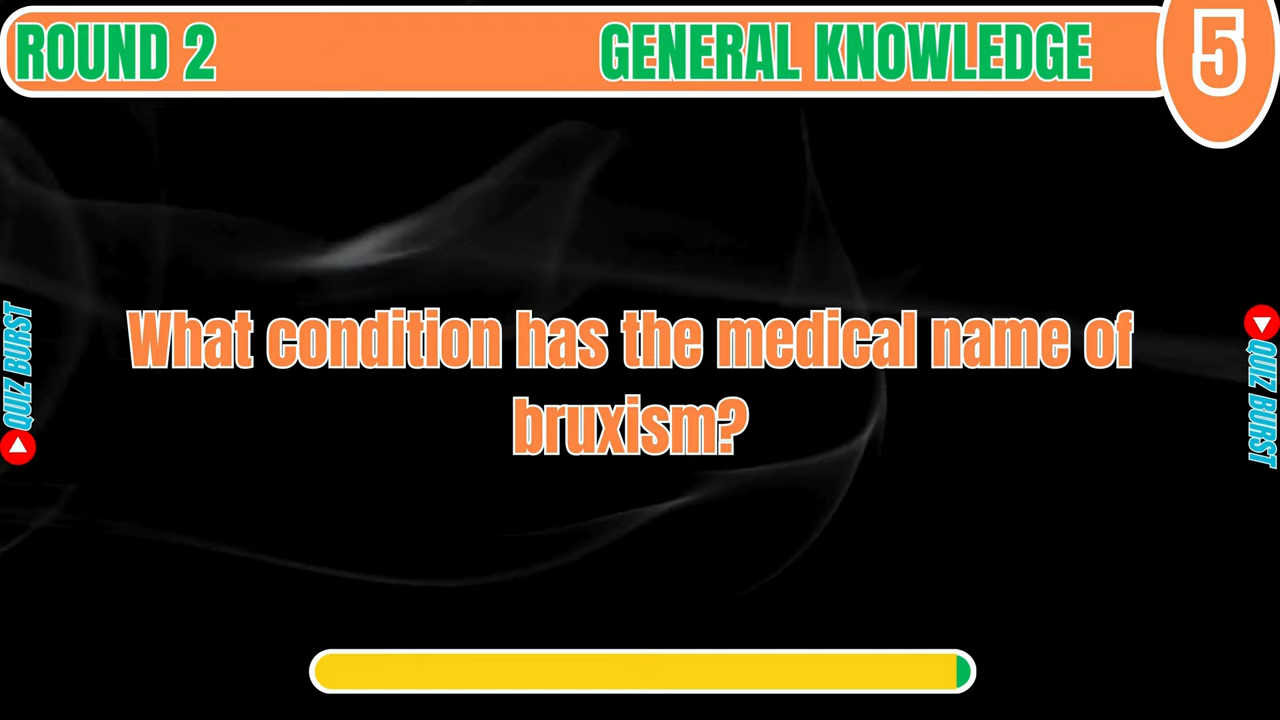 ROUND 2
GENERAL KNOWLEDGE
5
What condition has the medical name of
bruxism?
QUIZ BURST
QUIZ BURST